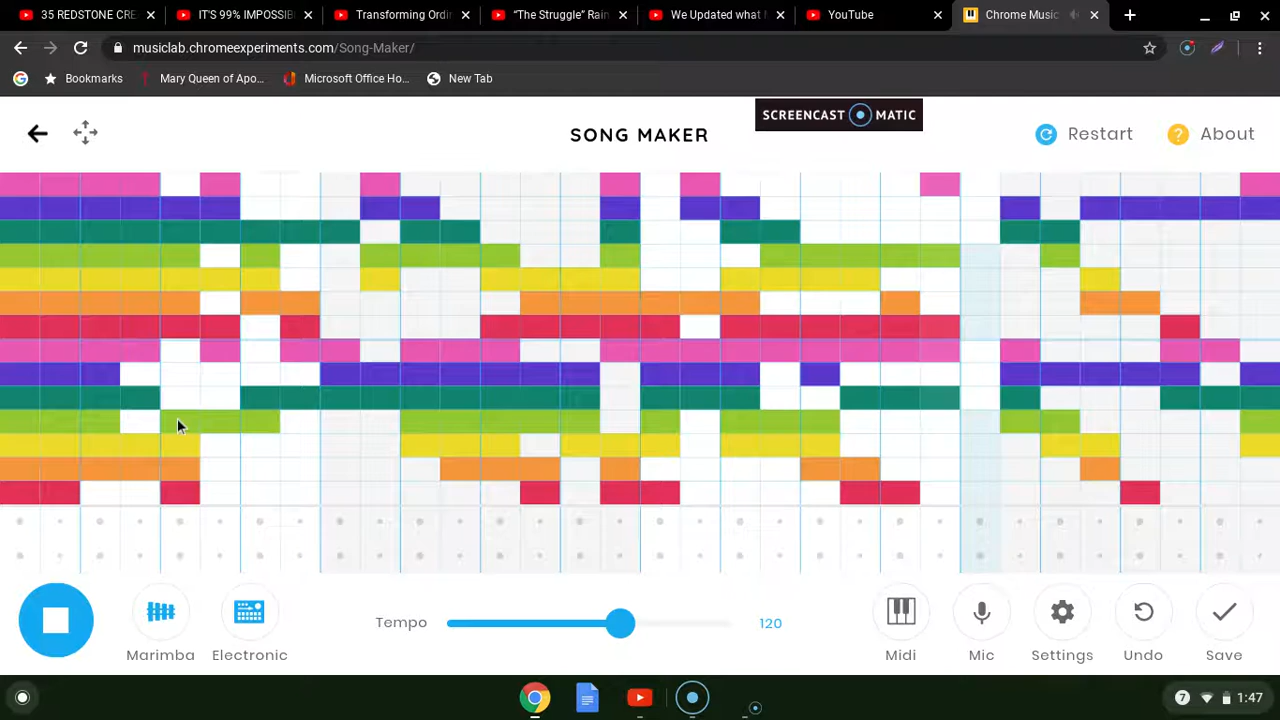 35 REDSTONE CRE
IT'S 99% IMPOSSIB
Transforming Ordin
"The Struggle" Rain
We Updated what M
YouTube
Chrome Music
musiclab.chromeexperiments.com/Song-Maker/
Bookmarks
Mary Queen of Apo...
Microsoft Office Ho...
New Tab
SONG MAKER
SCREENCAST MATIC
Restart
? About
Marimba
Electronic
Tempo
120
Midi
Mic
Settings
Undo
Save
7
1:47